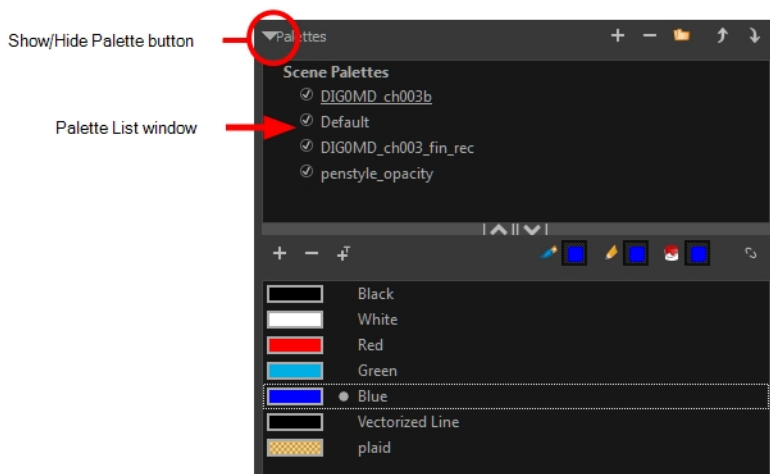 Show/Hide Palette button
Palettes
Scene Palettes
DIG0MD_ch003b
Palette List window
Default
DIG0MD_ch003_fin_rec
penstyle_opacity
Black
White
Red
Green
Blue
Vectorized Line
plaid